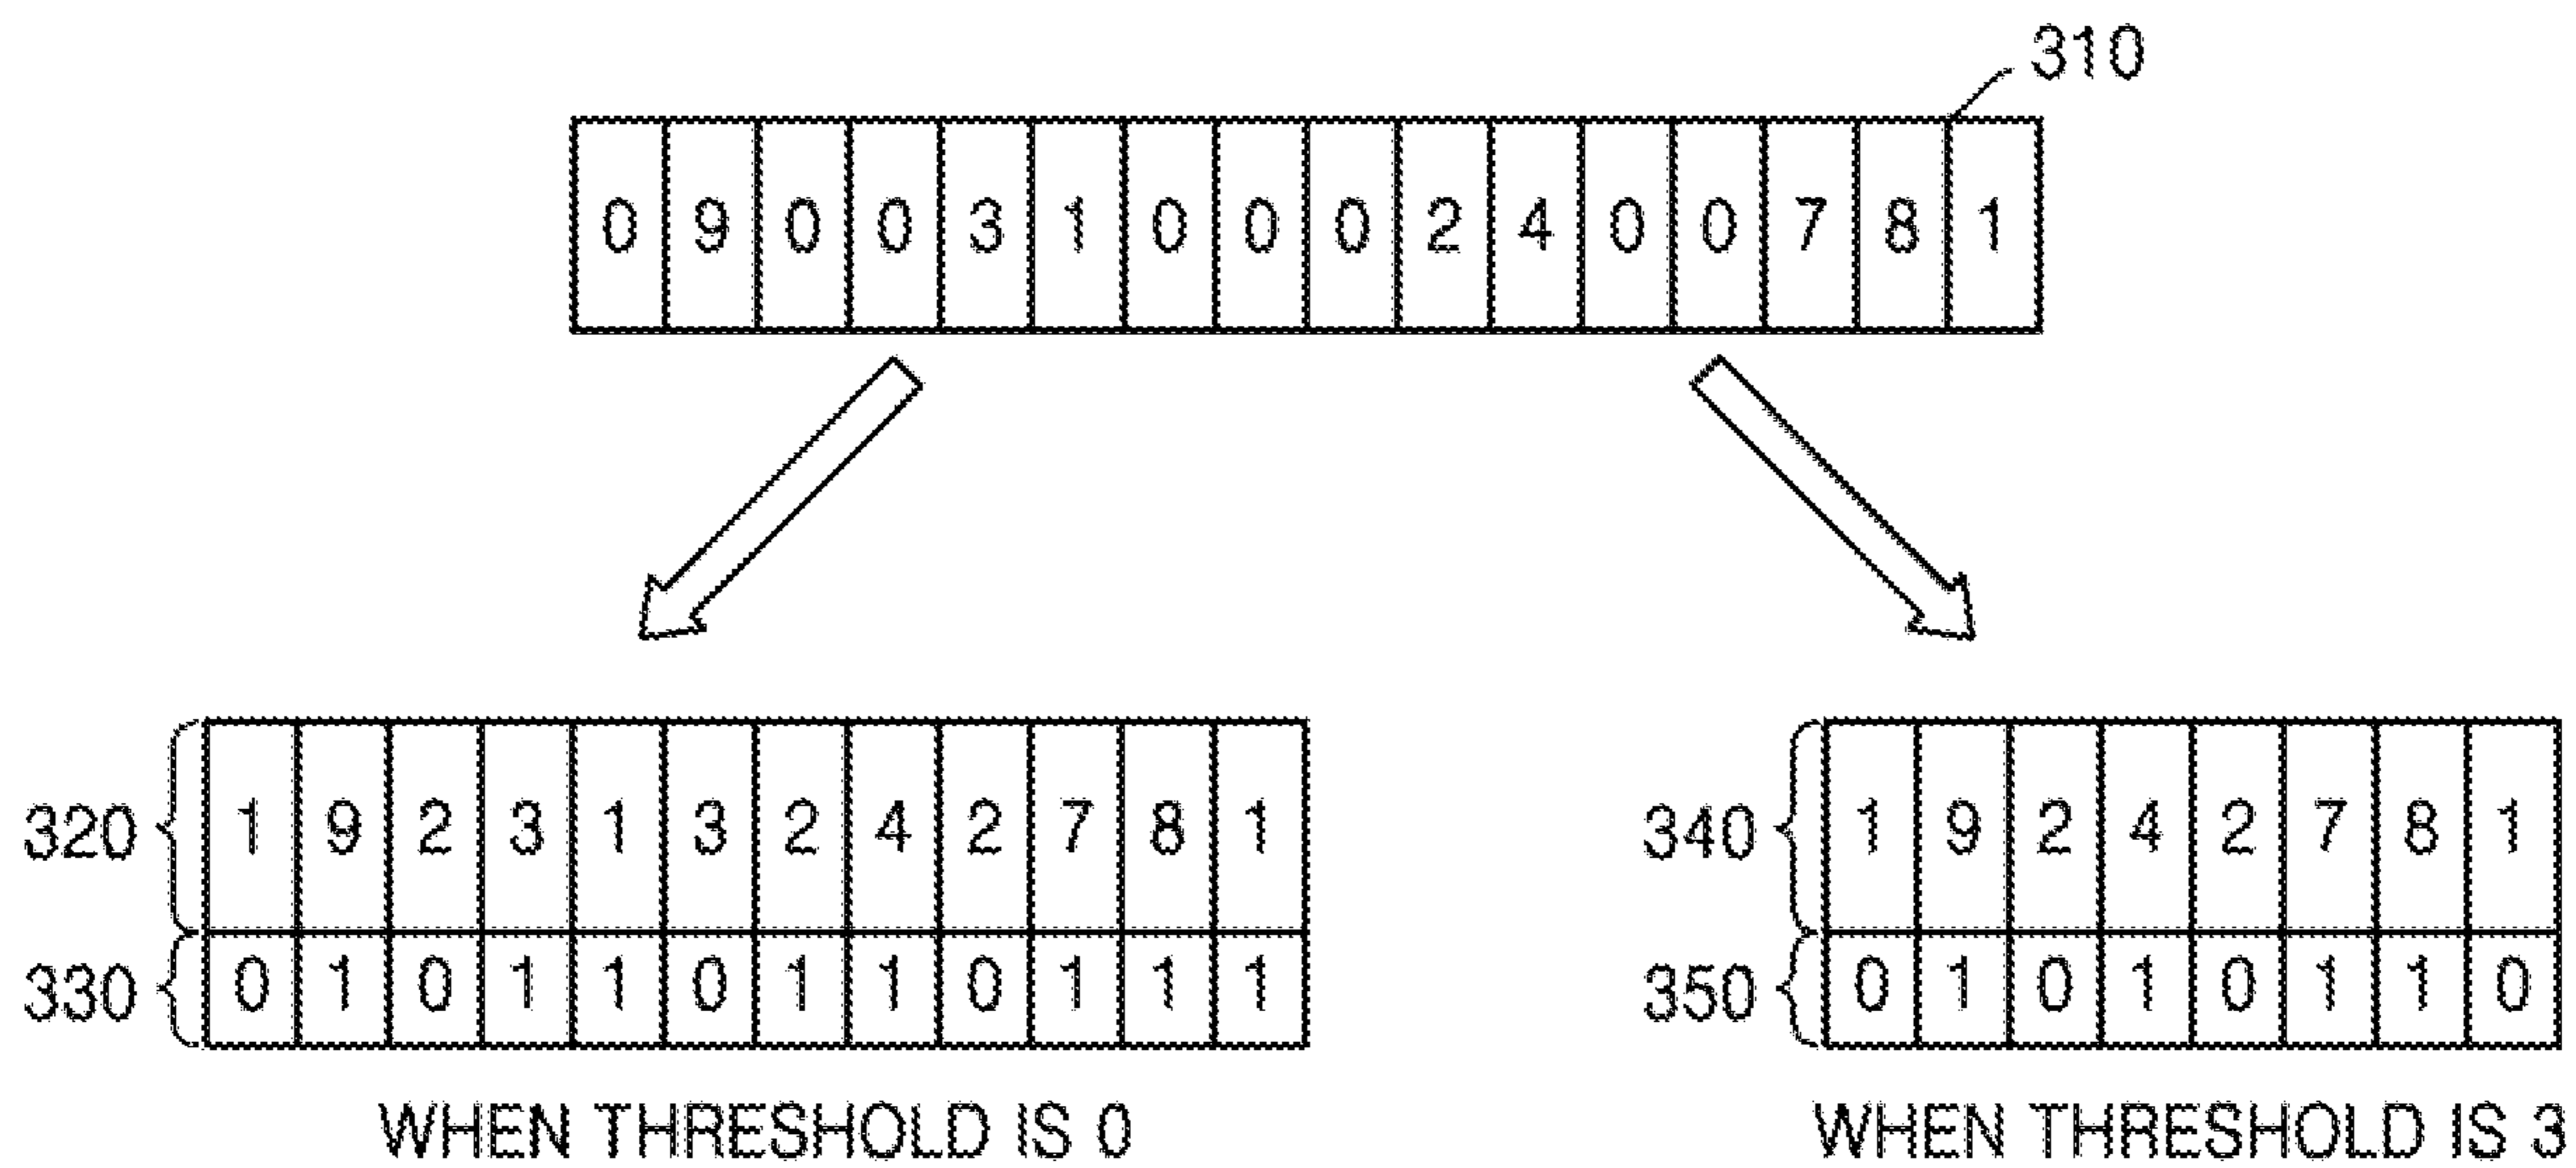 310
0 9 0 0 3 1 0 0 0 2 4 0 0 7 8 1
320 1 9 2 3 1 3 2 4 2 7 8 1
330 0 1 0 1 1 0 1 1 0 1 1 1
WHEN THRESHOLD IS 0
340 1 9 2 4 2 7 8 1
350 0 1 0 1 0 1 1 0
WHEN THRESHOLD IS 3